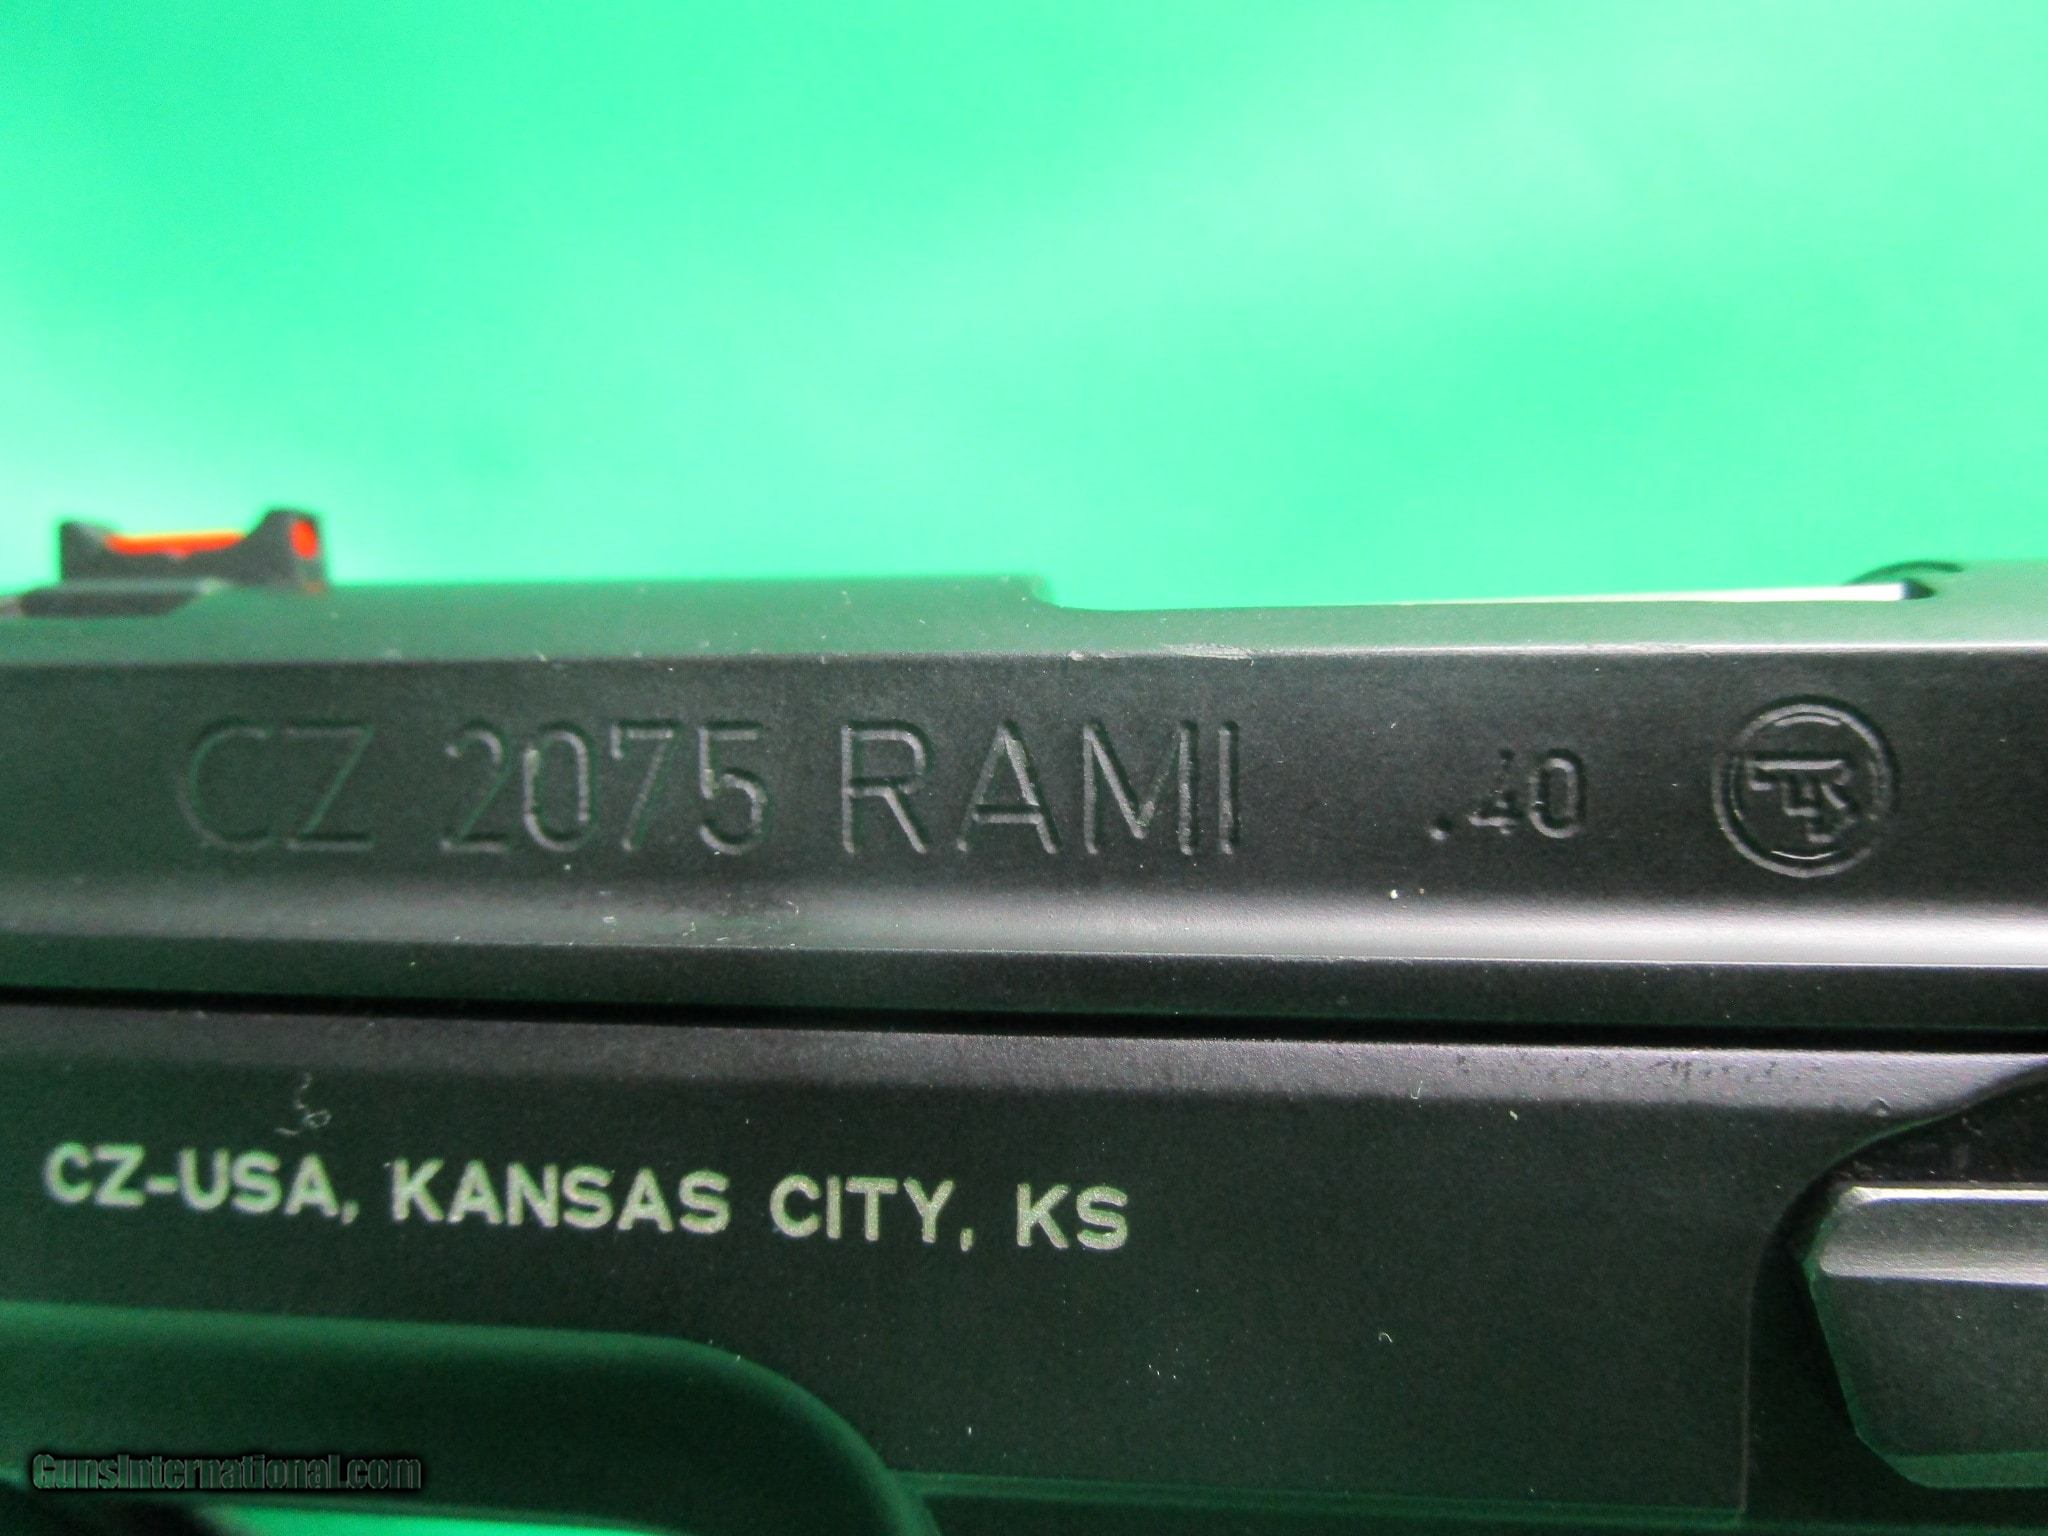 CZ 2075 RAMI .40
CZ-USA, KANSAS CITY, KS
GunsInternational.com